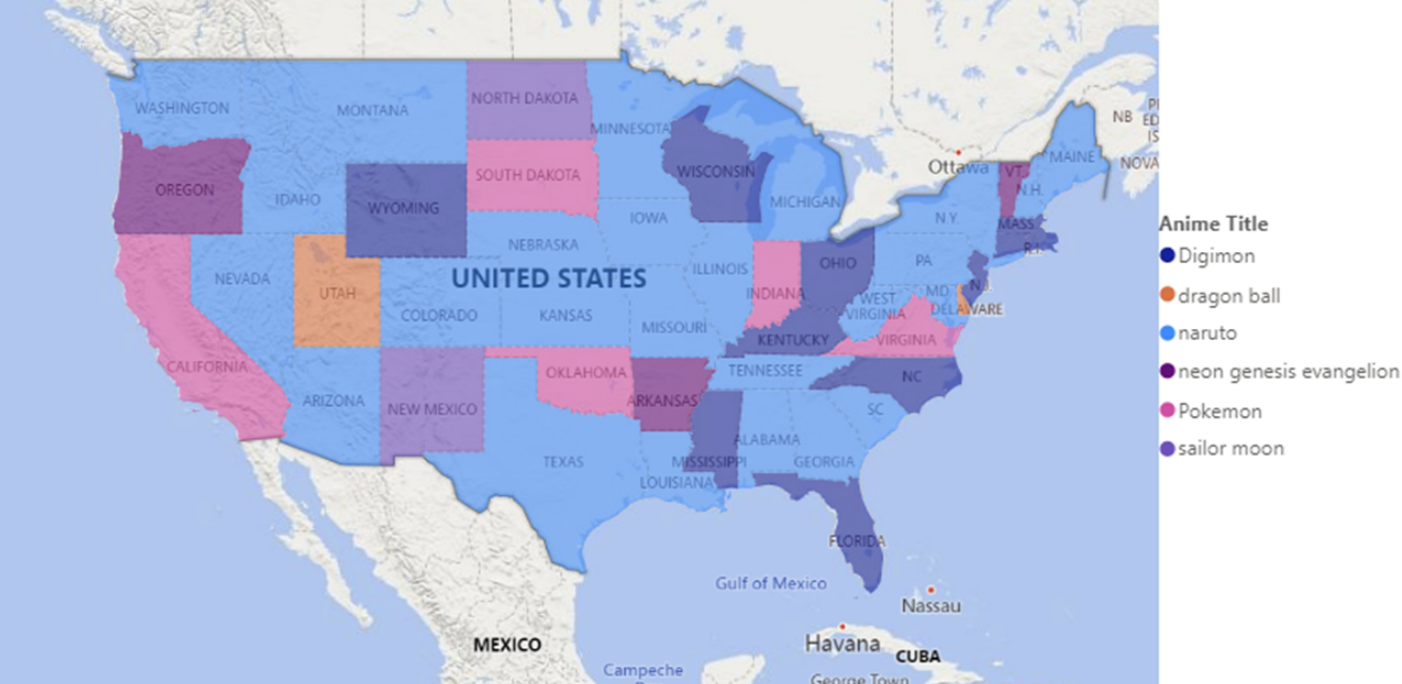 Anime Title
Digimon
dragon ball
naruto
neon genesis evangelion
Pokemon
sailor moon
WASHINGTON
MONTANA
NORTH DAKOTA
MINNESOTA
NB
MAINE
Ottawa
VT.
N.H.
OREGON
IDAHO
WYOMING
SOUTH DAKOTA
WISCONSIN
MICHIGAN
IOWA
N.Y.
MASS.
R.I.
NEBRASKA
UNITED STATES
ILLINOIS
INDIANA
OHIO
PA
N.J.
NEVADA
UTAH
COLORADO
KANSAS
MISSOURI
WEST
VIRGINIA
MD
DELAWARE
KENTUCKY
VIRGINIA
CALIFORNIA
ARIZONA
NEW MEXICO
OKLAHOMA
ARKANSAS
TENNESSEE
NC
SC
TEXAS
LOUISIANA
MISSISSIPPI
ALABAMA
GEORGIA
FLORIDA
Gulf of Mexico
Nassau
MEXICO
Havana
CUBA
Campeche
George Town
PE
ED
IS
NOVA